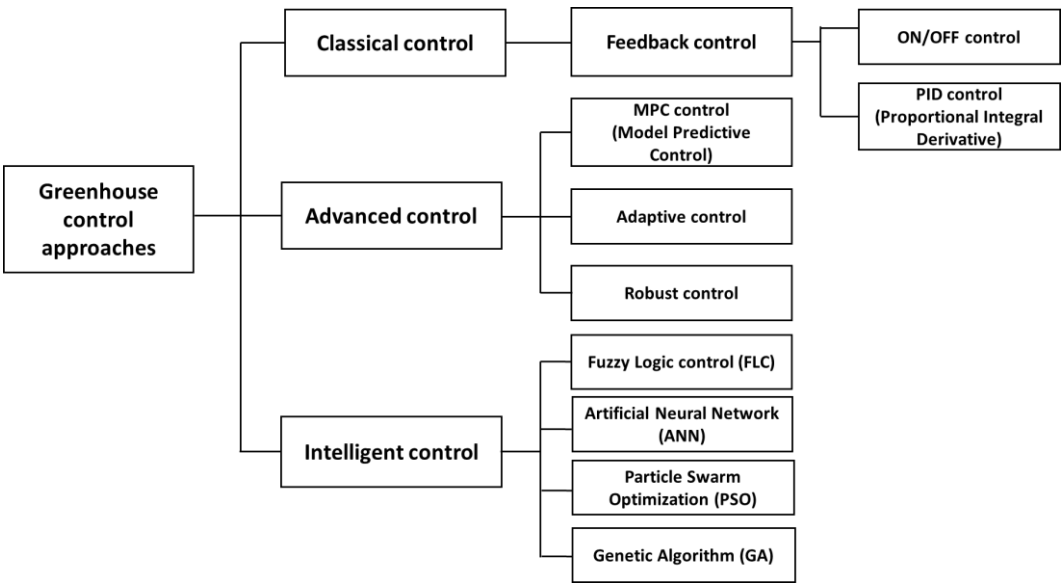 Classical control
Feedback control
ON/OFF control
PID control
(Proportional Integral
Derivative)
MPC control
(Model Predictive
Control)
Greenhouse
control
approaches
Advanced control
Adaptive control
Robust control
Fuzzy Logic control (FLC)
Artificial Neural Network
(ANN)
Intelligent control
Particle Swarm
Optimization (PSO)
Genetic Algorithm (GA)